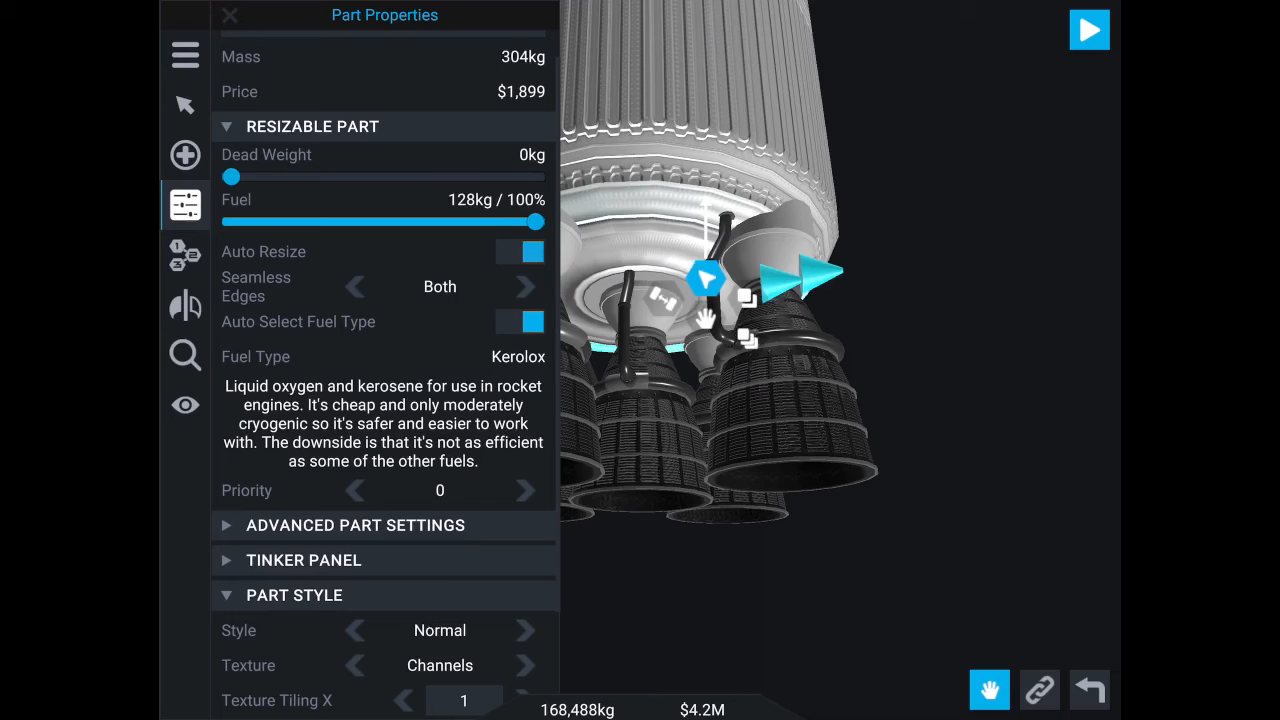 Part Properties
Mass 304kg
Price $1,899
RESIZABLE PART
Dead Weight 0kg
Fuel 128kg / 100%
Auto Resize
Seamless
Edges
Both
Auto Select Fuel Type
Fuel Type Kerolox
Liquid oxygen and kerosene for use in rocket
engines. It's cheap and only moderately
cryogenic so it's safer and easier to work
with. The downside is that it's not as efficient
as some of the other fuels.
Priority 0
ADVANCED PART SETTINGS
TINKER PANEL
PART STYLE
Style Normal
Texture Channels
Texture Tiling X 1
168,488kg $4.2M